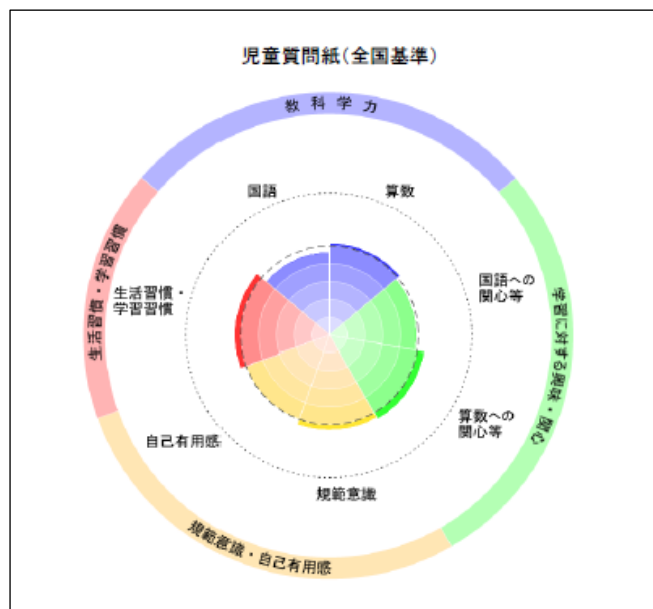 児童質問紙(全国基準)
教科学力
国語
算数
生活習慣・学習習慣
生活習慣・
学習習慣
国語への
関心等
学習に対する興味・関心
算数への
関心等
自己有用感
規範意識
規範意識・自己有用感